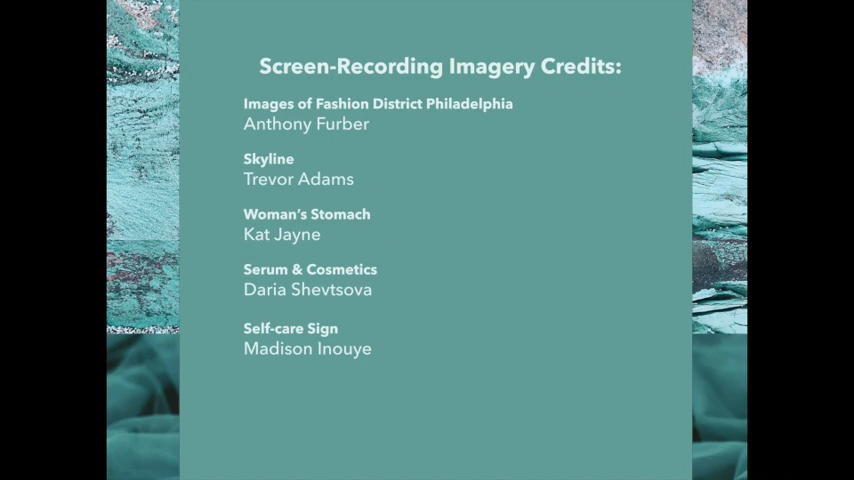 Screen-Recording Imagery Credits:
Images of Fashion District Philadelphia
Anthony Furber
Skyline
Trevor Adams
Woman’s Stomach
Kat Jayne
Serum & Cosmetics
Daria Shevtsova
Self-care Sign
Madison Inouye